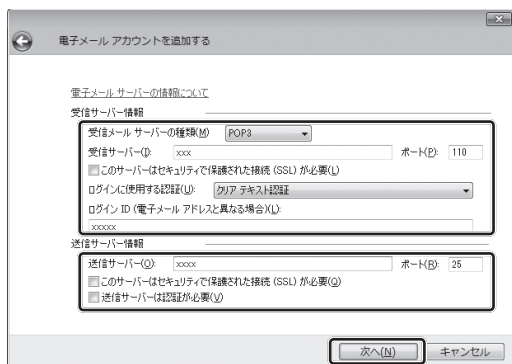 電子メール アカウントを追加する
電子メール サーバーの情報について
受信サーバー情報
受信メール サーバーの種類(M) POP3
受信サーバー(I): xxx ポート(P): 110
このサーバーはセキュリティで保護された接続 (SSL) が必要(L)
ログインに使用する認証(U): クリア テキスト認証
ログイン ID (電子メール アドレスと異なる場合)(L):
xxxxx
送信サーバー情報
送信サーバー(O): xxxx ポート(R): 25
このサーバーはセキュリティで保護された接続 (SSL) が必要(Q)
送信サーバーは認証が必要(V)
次へ(N) キャンセル